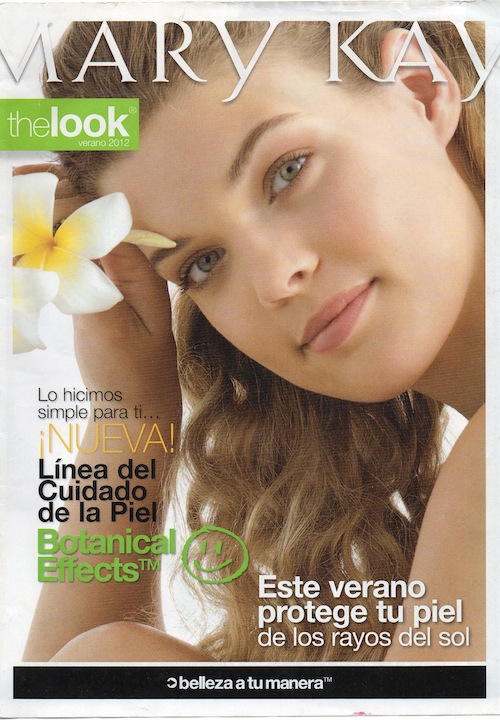 MARY KAY
thelook®
verano 2012
Lo hicimos
simple para ti...
¡NUEVA!
Línea del
Cuidado
de la Piel
Botanical
Effects™
Este verano
protege tu piel
de los rayos del sol
belleza a tu manera™